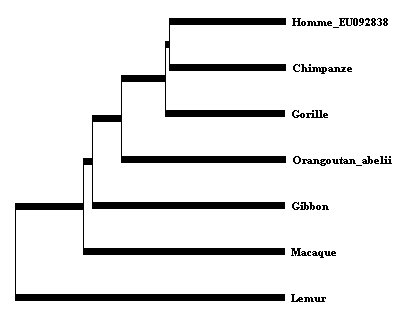 Homme_EU092838
Chimpanze
Gorille
Orangoutan_abelii
Gibbon
Macaque
Lemur